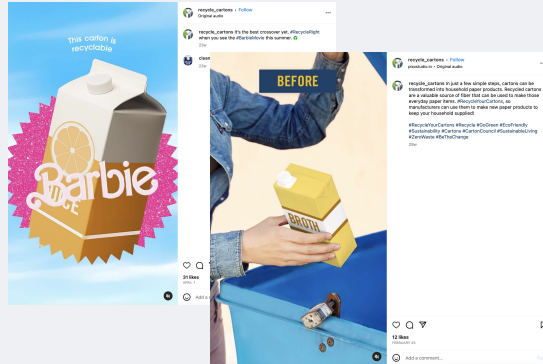 This carton is
recyclable
Barbie
recycle_cartons • Follow
Original audio
recycle_cartons It's the best crossover yet. #RecycleRight
when you see the #BarbieMovie this summer.
23w
31 likes
APRIL 7
BEFORE
BROTH
recycle_cartons • Follow
Original audio
recycle_cartons In just a few simple steps, cartons can be
transformed into household paper products. Recycled cartons
are a valuable source of fiber that can be used to make those
everyday paper items. #RecycleYourCartons, so
manufacturers can use them to make new paper products to
keep your household supplied!
#RecycleYourCartons #Recycle #GoGreen #EcoFriendly
#Sustainability #Cartons #CartonCouncil #SustainableLiving
#ZeroWaste #BeTheChange
12 likes
Add a comment...